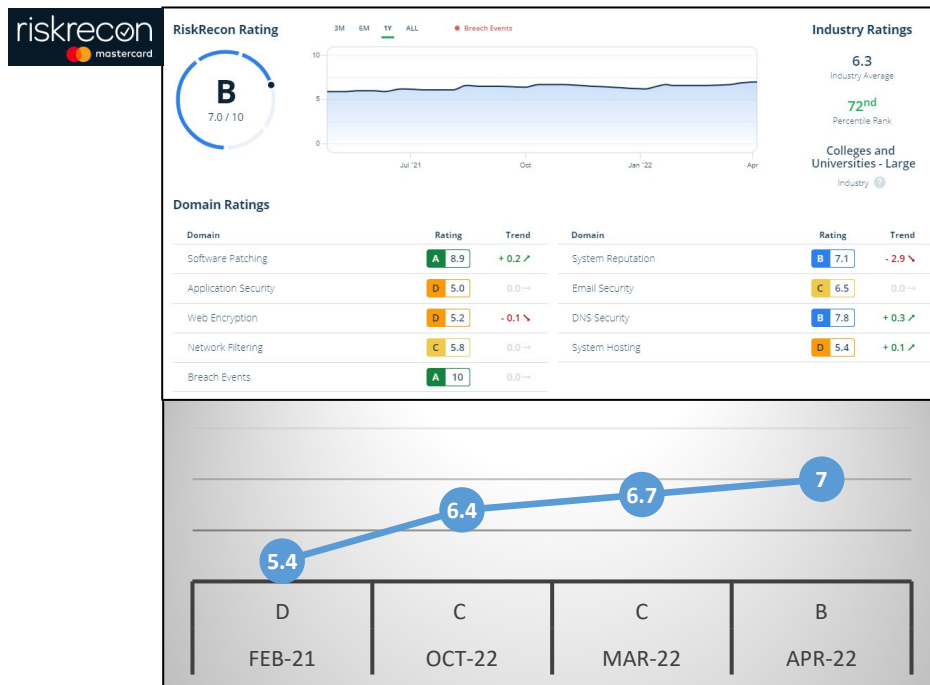 riskrecon
mastercard
RiskRecon Rating
B
7.0 / 10
3M 6M 1Y ALL Breach Events
10
5
0
Jul '21 Oct Jan '22 Apr
Industry Ratings
6.3
Industry Average
72nd
Percentile Rank
Colleges and
Universities - Large
Industry ?
Domain Ratings
Domain Rating Trend
Software Patching A 8.9 + 0.2 ↗
Application Security D 5.0 0.0 →
Web Encryption D 5.2 - 0.1 ↘
Network Filtering C 5.8 0.0 →
Breach Events A 10 0.0 →
Domain Rating Trend
System Reputation B 7.1 - 2.9 ↘
Email Security C 6.5 0.0 →
DNS Security B 7.8 + 0.3 ↗
System Hosting D 5.4 + 0.1 ↗
5.4 6.4 6.7 7
D C C B
FEB-21 OCT-22 MAR-22 APR-22